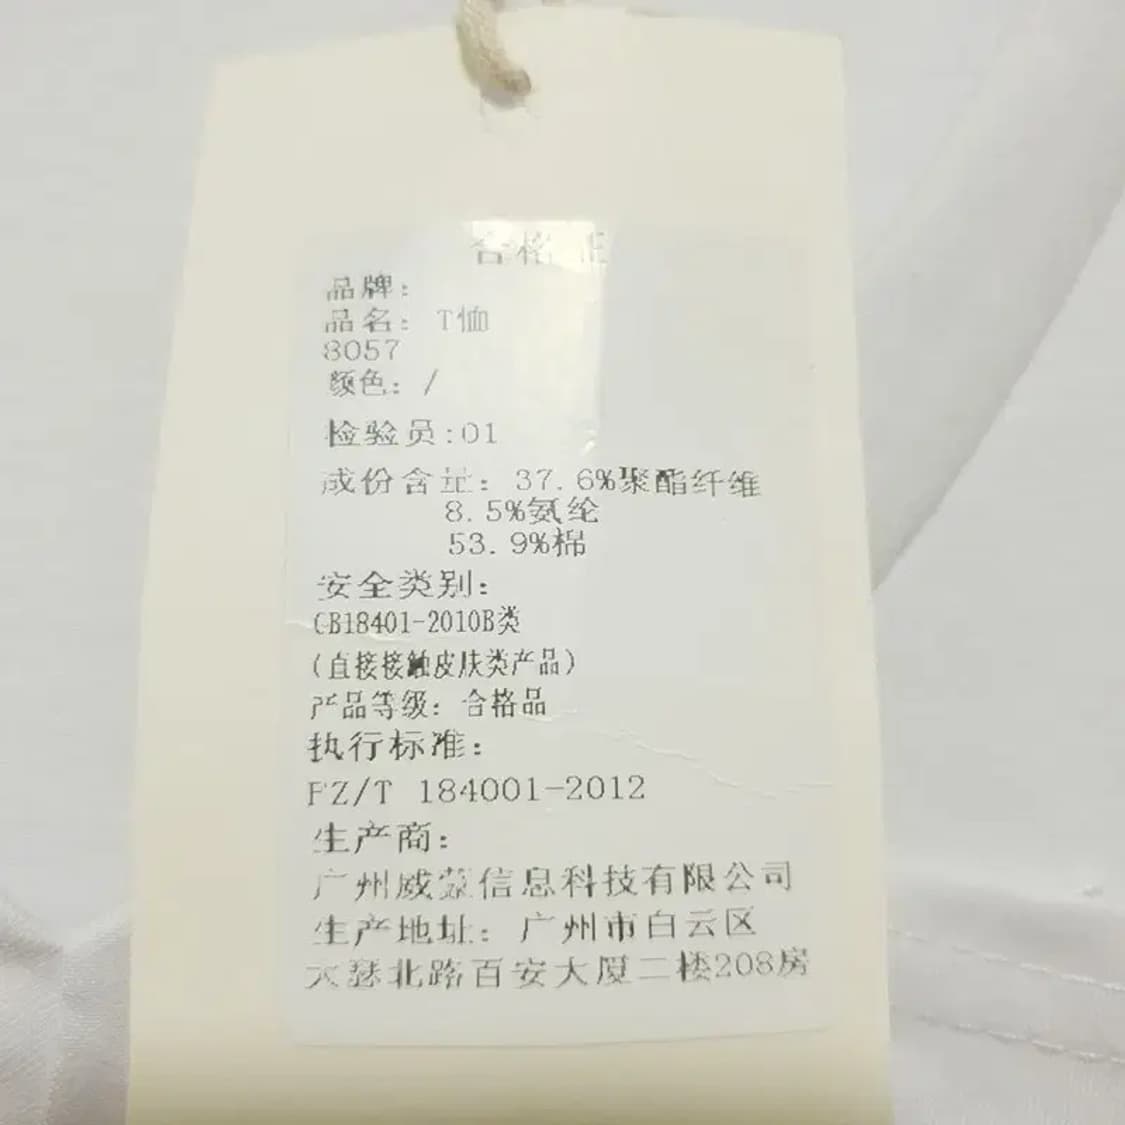 合格证
品牌：
品名： T恤
8057
颜色： /
检验员:01
成份含量： 37.6%聚酯纤维
8.5%氨纶
53.9%棉
安全类别：
GB18401-2010B类
(直接接触皮肤类产品)
产品等级： 合格品
执行标准：
FZ/T 184001-2012
生产商：
广州威蒎信息科技有限公司
生产地址： 广州市白云区
大瑟北路百安大厦二楼208房